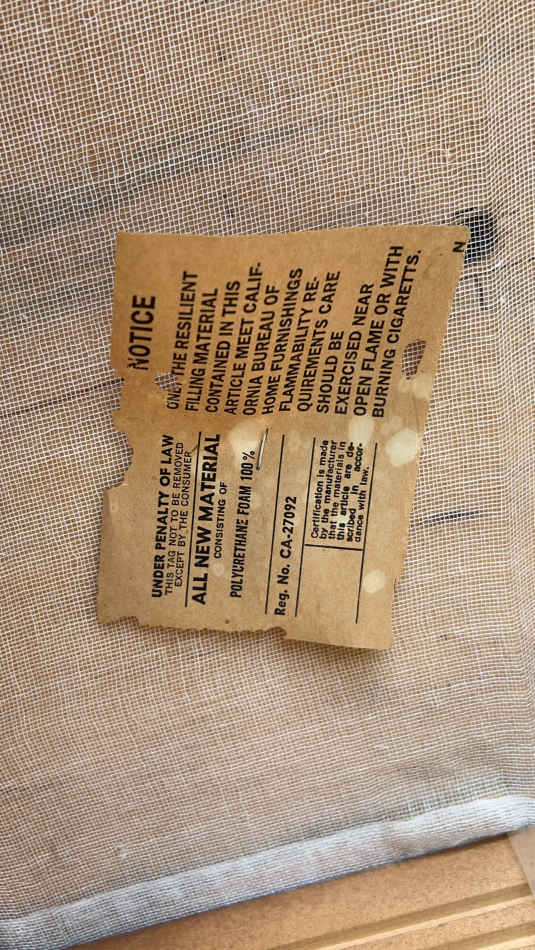 NOTICE
ONLY THE RESILIENT
FILLING MATERIAL
CONTAINED IN THIS
ARTICLE MEET CALIF-
ORNIA BUREAU OF
HOME FURNISHINGS
FLAMMABILITY RE-
QUIREMENTS CARE
SHOULD BE
EXERCISED NEAR
OPEN FLAME OR WITH
BURNING CIGARETTS.
N
UNDER PENALTY OF LAW
THIS TAG NOT TO BE REMOVED
EXCEPT BY THE CONSUMER
ALL NEW MATERIAL
CONSISTING OF
POLYURETHANE FOAM 100%
Reg. No. CA-27092
Certification is made
by the manufacturer
that the materials in
this article are de-
scribed in accor-
dance with law.